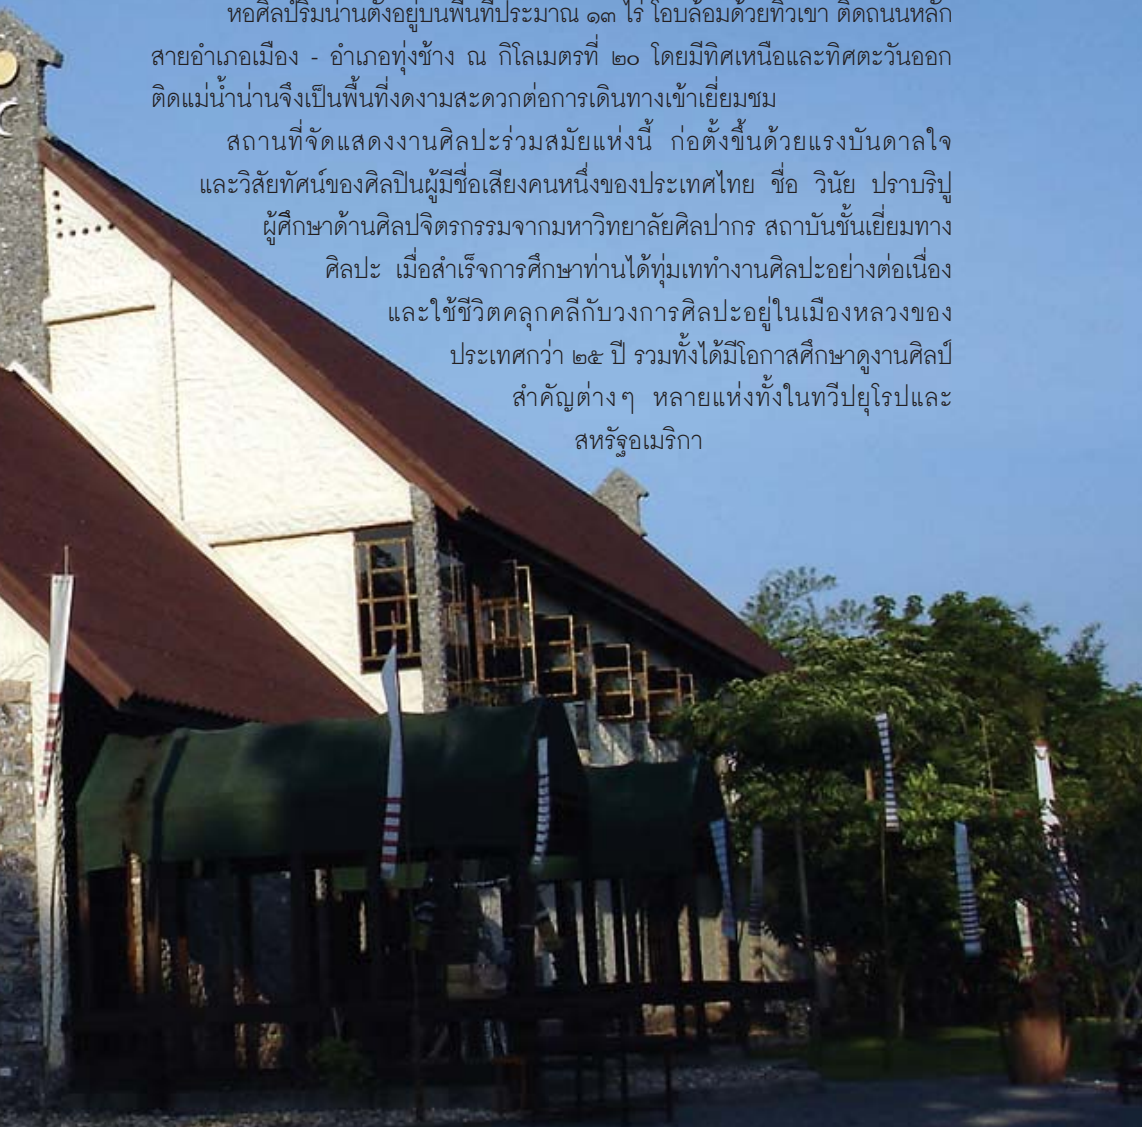 หอศิลป์ริมน่านตั้งอยู่บนพื้นที่ประมาณ ๑๓ ไร่ โอบล้อมด้วยทิวเขา ติดถนนหลัก
สายอำเภอเมือง - อำเภอทุ่งช้าง ณ กิโลเมตรที่ ๒๐ โดยมีทิศเหนือและทิศตะวันออก
ติดแม่น้ำน่านจึงเป็นพื้นที่งดงามสะดวกต่อการเดินทางเข้าเยี่ยมชม
สถานที่จัดแสดงงานศิลปะร่วมสมัยแห่งนี้ ก่อตั้งขึ้นด้วยแรงบันดาลใจ
และวิสัยทัศน์ของศิลปินผู้มีชื่อเสียงคนหนึ่งของประเทศไทย ชื่อ วินัย ปราบริปู
ผู้ศึกษาด้านศิลปจิตรกรรมจากมหาวิทยาลัยศิลปากร สถาบันชั้นเยี่ยมทาง
ศิลปะ เมื่อสำเร็จการศึกษาท่านได้ทุ่มเททำงานศิลปะอย่างต่อเนื่อง
และใช้ชีวิตคลุกคลีกับวงการศิลปะอยู่ในเมืองหลวงของ
ประเทศกว่า ๒๕ ปี รวมทั้งได้มีโอกาสศึกษาดูงานศิลป์
สำคัญต่างๆ หลายแห่งทั้งในทวีปยุโรปและ
สหรัฐอเมริกา